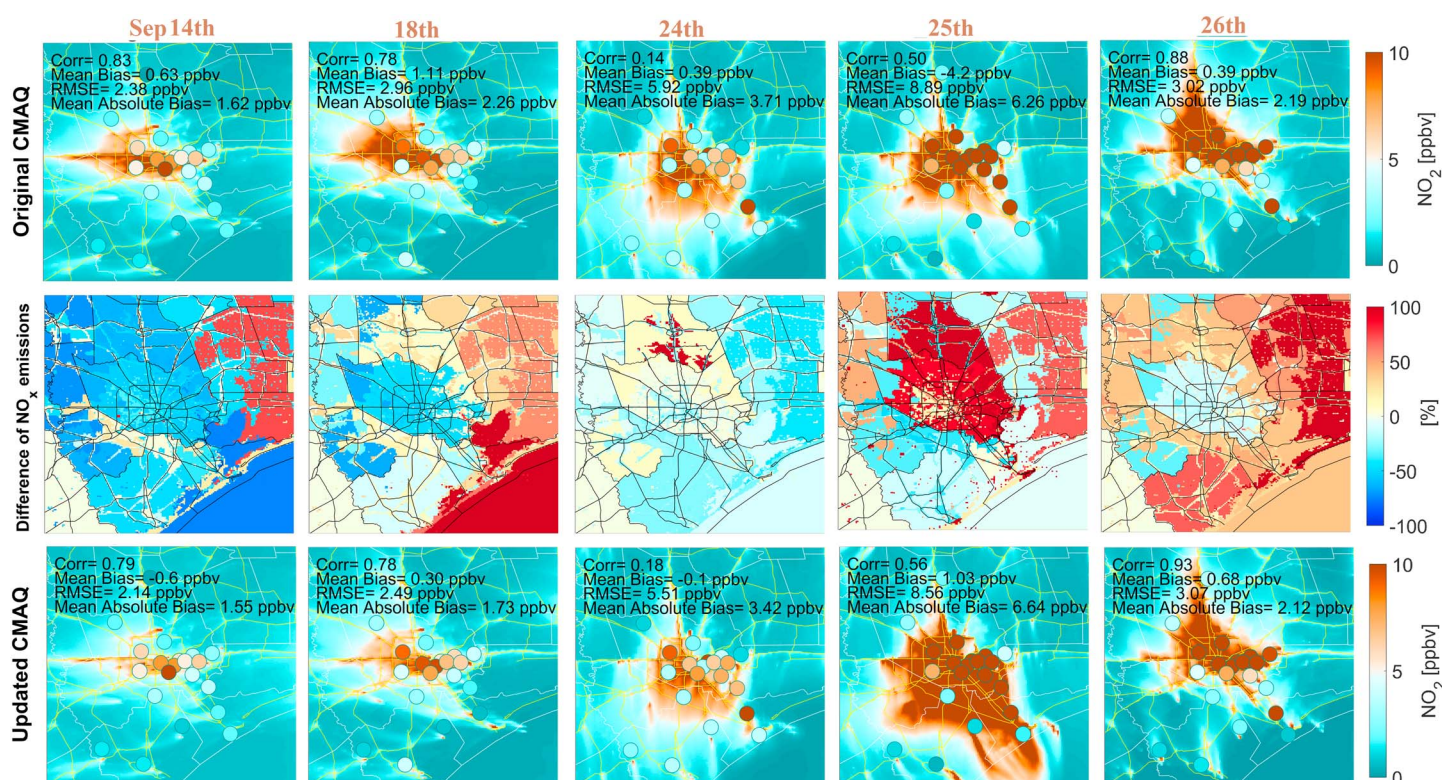 Sep14th
18th
24th
25th
26th
Original CMAQ
Corr= 0.83
Mean Bias= 0.63 ppbv
RMSE= 2.38 ppbv
Mean Absolute Bias= 1.62 ppbv
Corr= 0.78
Mean Bias= 1.11 ppbv
RMSE= 2.96 ppbv
Mean Absolute Bias= 2.26 ppbv
Corr= 0.14
Mean Bias= 0.39 ppbv
RMSE= 5.92 ppbv
Mean Absolute Bias= 3.71 ppbv
Corr= 0.50
Mean Bias= -4.2 ppbv
RMSE= 8.89 ppbv
Mean Absolute Bias= 6.26 ppbv
Corr= 0.88
Mean Bias= 0.39 ppbv
RMSE= 3.02 ppbv
Mean Absolute Bias= 2.19 ppbv
10
5
0
NO2 [ppbv]
Difference of NOx emissions
100
50
0
-50
-100
[%]
Updated CMAQ
Corr= 0.79
Mean Bias= -0.6 ppbv
RMSE= 2.14 ppbv
Mean Absolute Bias= 1.55 ppbv
Corr= 0.78
Mean Bias= 0.30 ppbv
RMSE= 2.49 ppbv
Mean Absolute Bias= 1.73 ppbv
Corr= 0.18
Mean Bias= -0.1 ppbv
RMSE= 5.51 ppbv
Mean Absolute Bias= 3.42 ppbv
Corr= 0.56
Mean Bias= 1.03 ppbv
RMSE= 8.56 ppbv
Mean Absolute Bias= 6.64 ppbv
Corr= 0.93
Mean Bias= 0.68 ppbv
RMSE= 3.07 ppbv
Mean Absolute Bias= 2.12 ppbv
10
5
0
NO2 [ppbv]